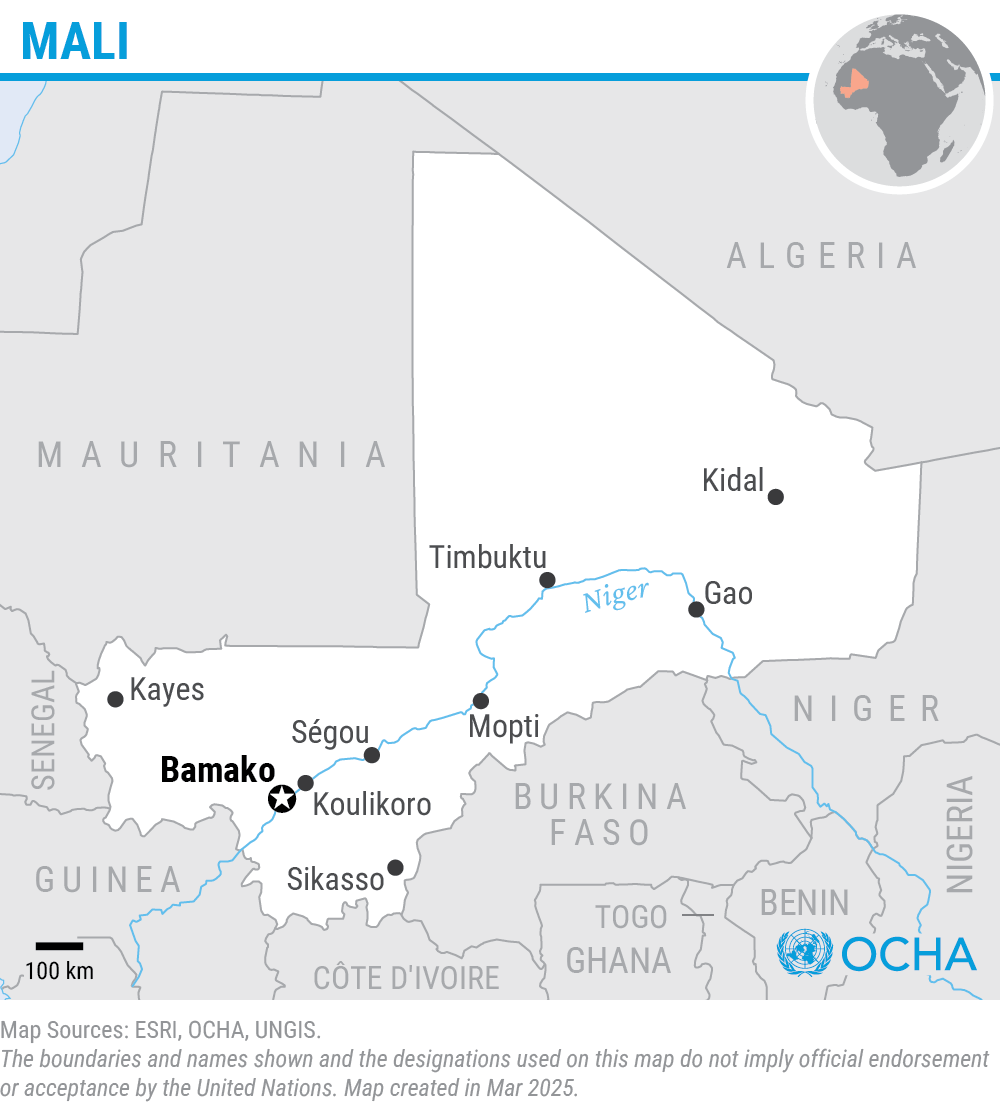 MALI
ALGERIA
MAURITANIA
Kidal
Timbuktu
Niger
Gao
Kayes
SENEGAL
Mopti
NIGER
Ségou
Bamako
Koulikoro
BURKINA
FASO
NIGERIA
GUINEA
Sikasso
BENIN
TOGO
GHANA
OCHA
100 km
CÔTE D'IVOIRE
Map Sources: ESRI, OCHA, UNGIS.
The boundaries and names shown and the designations used on this map do not imply official endorsement
or acceptance by the United Nations. Map created in Mar 2025.